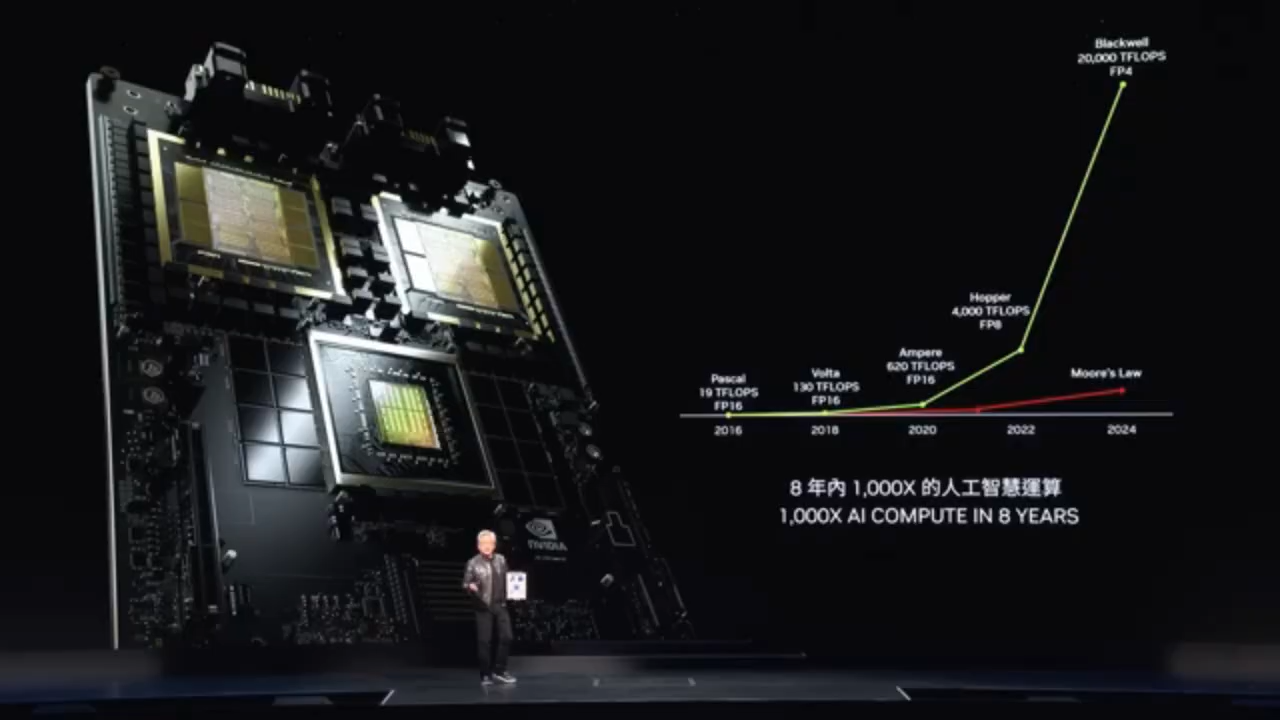 Blackwell
20,000 TFLOPS
FP4
Hopper
4,000 TFLOPS
FP8
Ampere
620 TFLOPS
FP16
Volta
130 TFLOPS
FP16
Pascal
19 TFLOPS
FP16
Moore's Law
2016
2018
2020
2022
2024
8 年內 1,000X 的人工智慧運算
1,000X AI COMPUTE IN 8 YEARS
NVIDIA